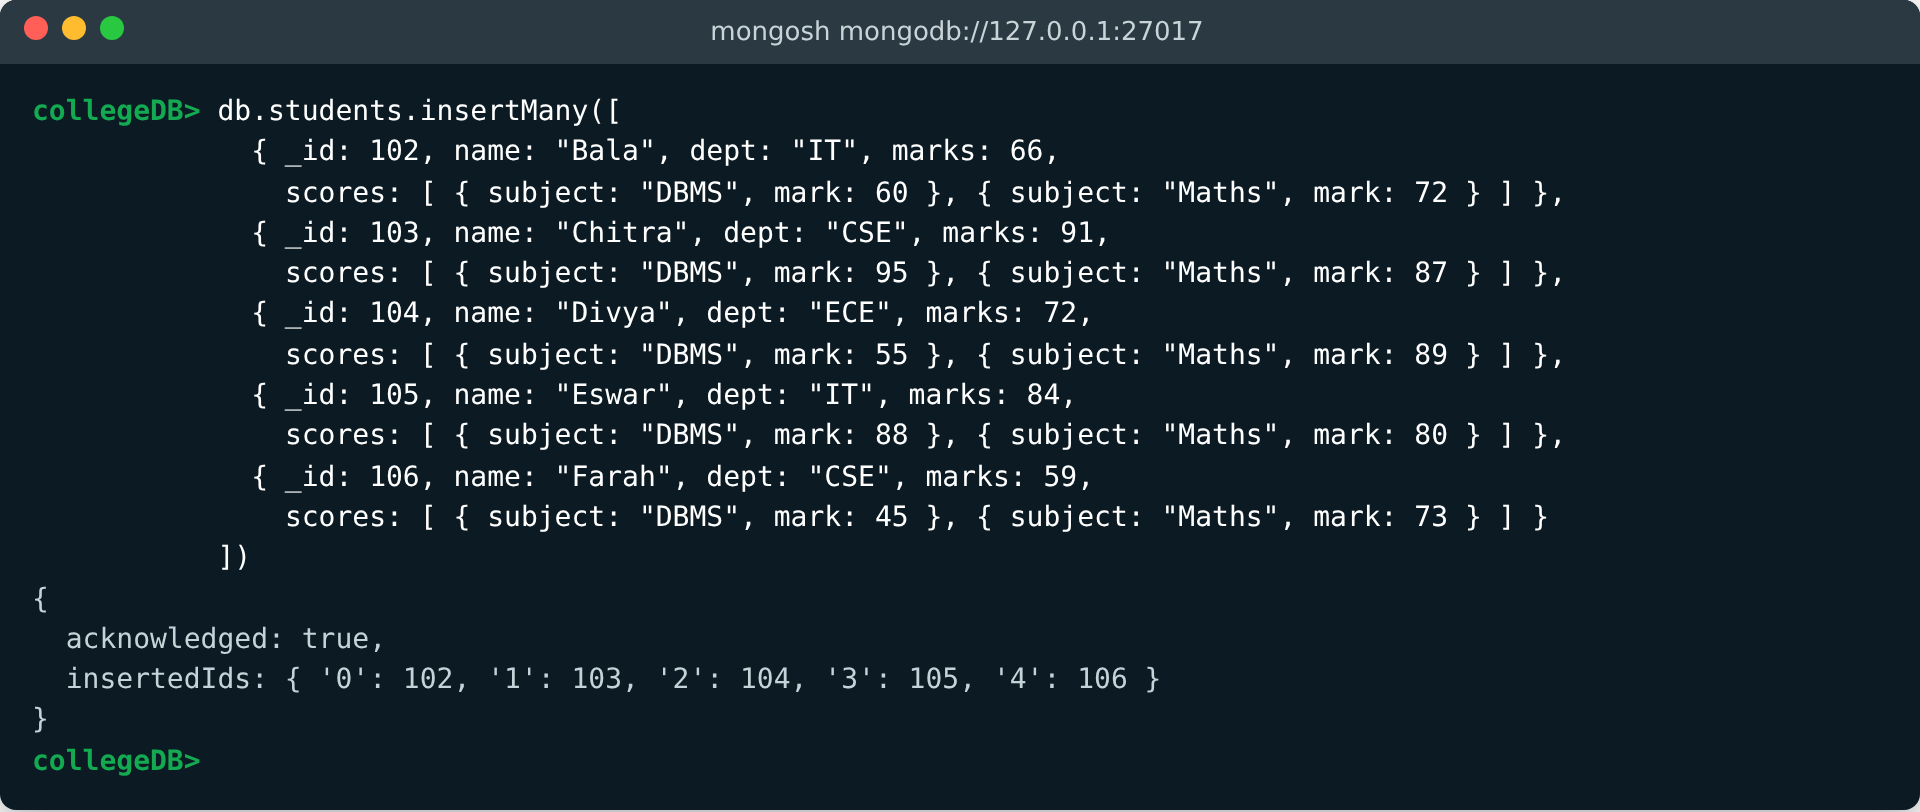 mongosh mongodb://127.0.0.1:27017
collegeDB> db.students.insertMany([
{ _id: 102, name: "Bala", dept: "IT", marks: 66,
scores: [ { subject: "DBMS", mark: 60 }, { subject: "Maths", mark: 72 } ] },
{ _id: 103, name: "Chitra", dept: "CSE", marks: 91,
scores: [ { subject: "DBMS", mark: 95 }, { subject: "Maths", mark: 87 } ] },
{ _id: 104, name: "Divya", dept: "ECE", marks: 72,
scores: [ { subject: "DBMS", mark: 55 }, { subject: "Maths", mark: 89 } ] },
{ _id: 105, name: "Eswar", dept: "IT", marks: 84,
scores: [ { subject: "DBMS", mark: 88 }, { subject: "Maths", mark: 80 } ] },
{ _id: 106, name: "Farah", dept: "CSE", marks: 59,
scores: [ { subject: "DBMS", mark: 45 }, { subject: "Maths", mark: 73 } ] }
])
{
acknowledged: true,
insertedIds: { '0': 102, '1': 103, '2': 104, '3': 105, '4': 106 }
}
collegeDB>